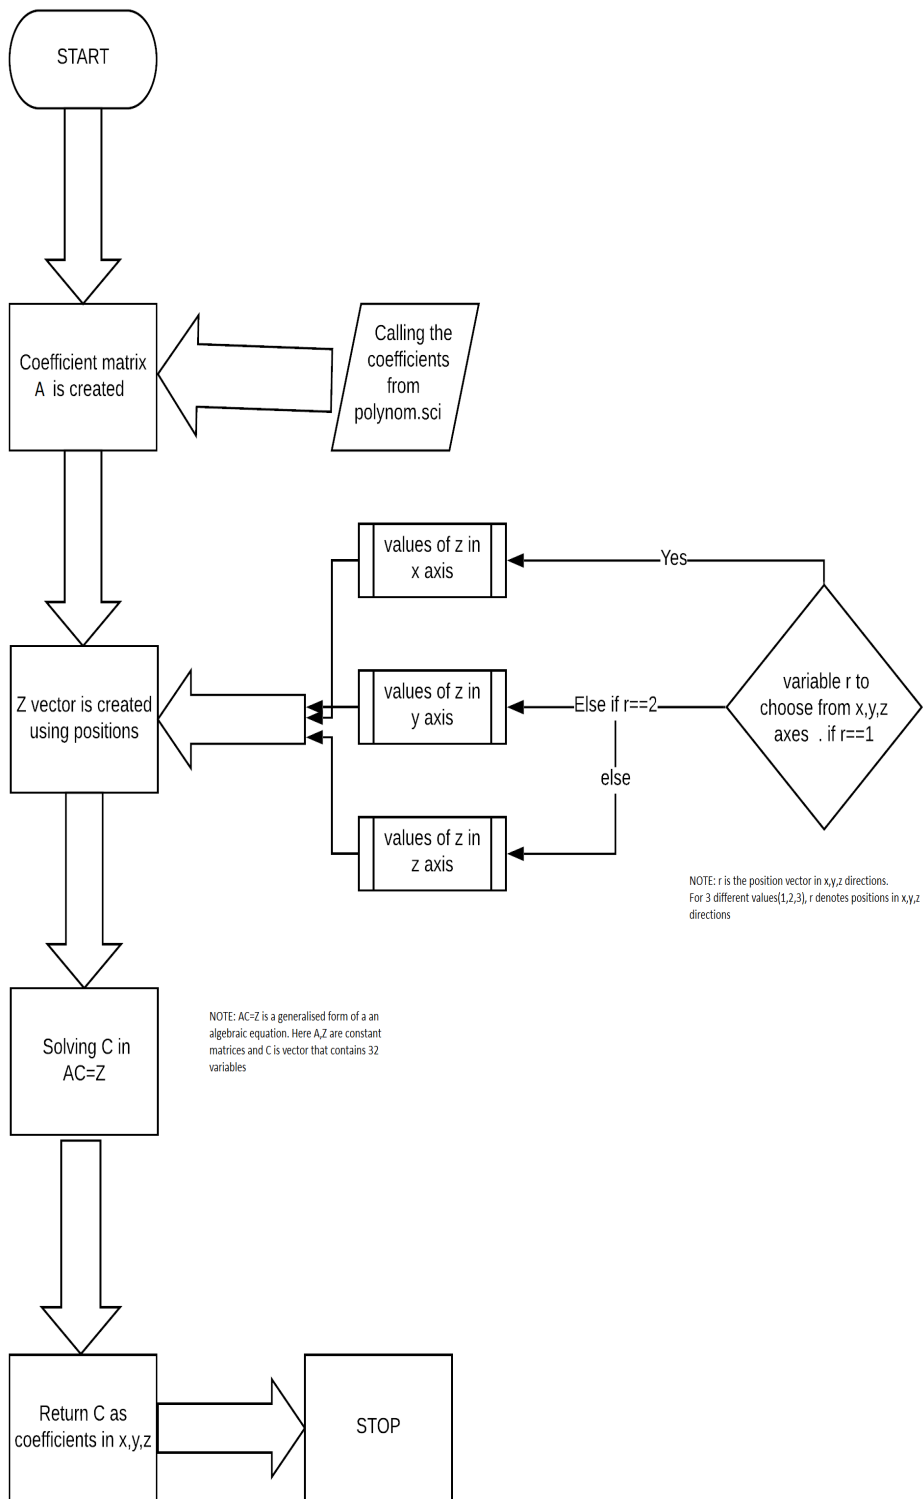 START
Coefficient matrix
A is created
Calling the
coefficients
from
polynom.sci
values of z in
x axis
Yes
Z vector is created
using positions
values of z in
y axis
Else if r==2
variable r to
choose from x,y,z
axes . if r==1
else
values of z in
z axis
NOTE: r is the position vector in x,y,z directions.
For 3 different values(1,2,3), r denotes positions in x,y,z
directions
Solving C in
AC=Z
NOTE: AC=Z is a generalised form of a an
algebraic equation. Here A,Z are constant
matrices and C is vector that contains 32
variables
Return C as
coefficients in x,y,z
STOP